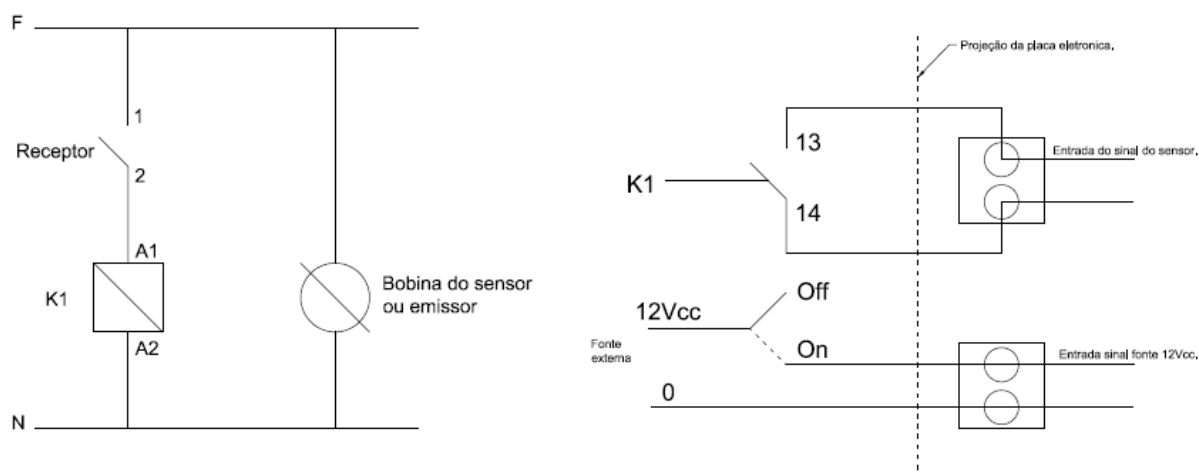 F
1
Receptor
2
A1
K1
A2
Bobina do sensor
ou emissor
N
Projeção da placa eletronica.
13
K1
14
Entrada do sinal do sensor.
Off
12Vcc
Fonte
externa
On
Entrada sinal fonte 12Vcc.
0